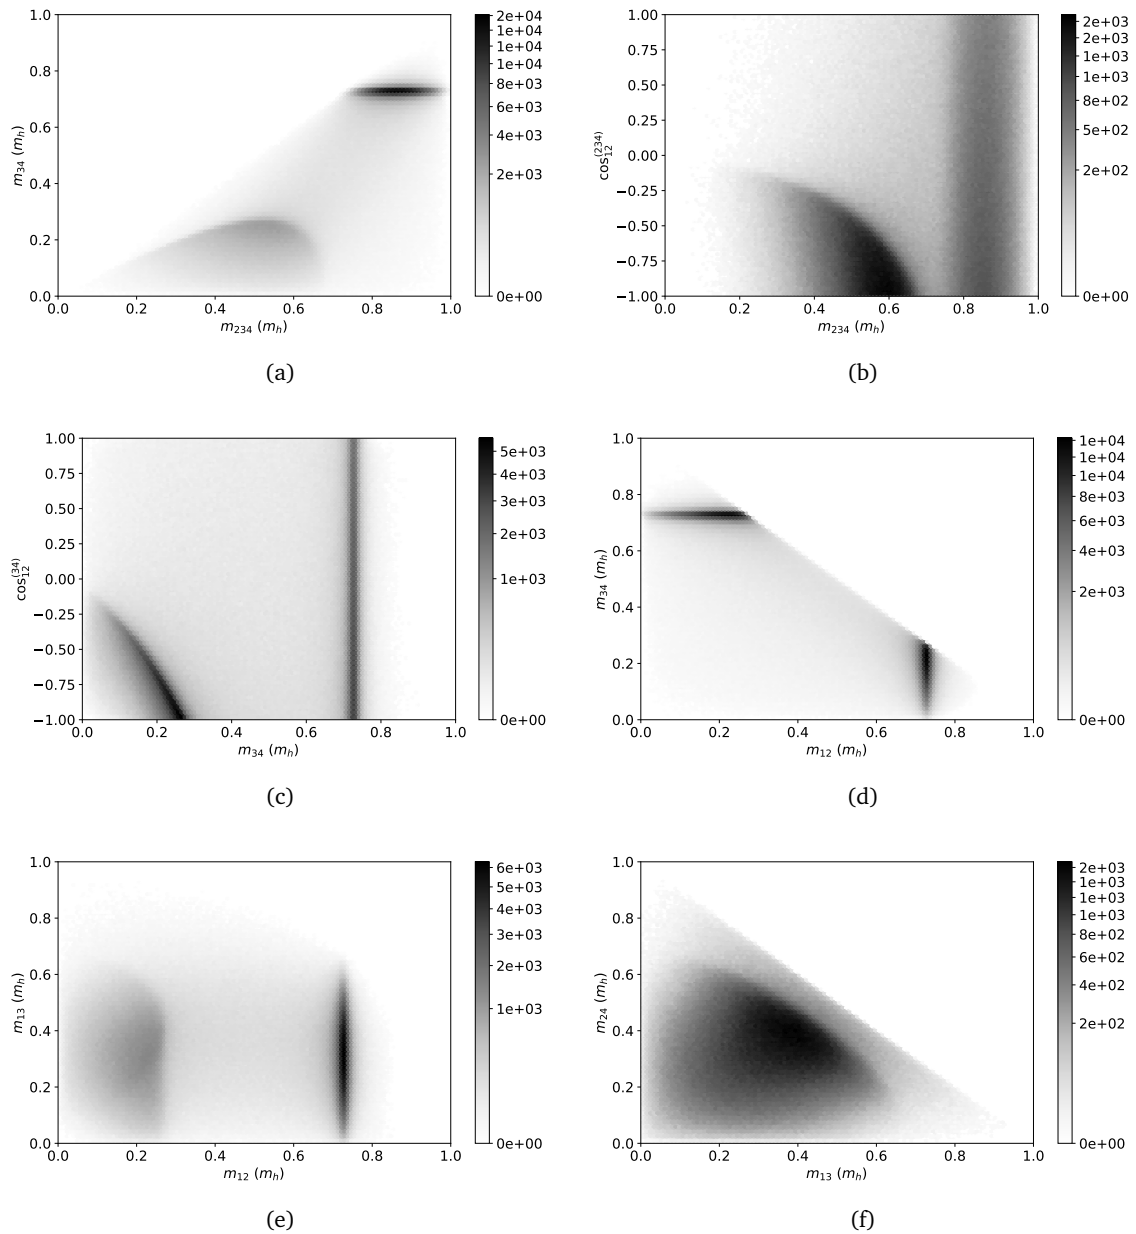 1.0
0.8
0.6
0.4
0.2
0.0
m34 (mh)
0.0 0.2 0.4 0.6 0.8 1.0
m234 (mh)
2e+04
1e+04
1e+04
8e+03
6e+03
4e+03
2e+03
0e+00
(a)
1.00
0.75
0.50
0.25
0.00
−0.25
−0.50
−0.75
−1.00
cos12(234)
0.2 0.4 0.6 0.8 1.0
m234 (mh)
2e+03
2e+03
1e+03
1e+03
8e+02
5e+02
2e+02
0e+00
(b)
1.00
0.75
0.50
0.25
0.00
−0.25
−0.50
−0.75
−1.00
cos12(34)
0.0 0.2 0.4 0.6 0.8 1.0
m34 (mh)
5e+03
4e+03
3e+03
2e+03
1e+03
0e+00
(c)
1.0
0.8
0.6
0.4
0.2
0.0
m34 (mh)
0.0 0.2 0.4 0.6 0.8 1.0
m12 (mh)
1e+04
1e+04
8e+03
6e+03
4e+03
2e+03
0e+00
(d)
1.0
0.8
0.6
0.4
0.2
0.0
m13 (mh)
0.0 0.2 0.4 0.6 0.8 1.0
m12 (mh)
6e+03
5e+03
4e+03
3e+03
2e+03
1e+03
0e+00
(e)
1.0
0.8
0.6
0.4
0.2
0.0
m24 (mh)
0.0 0.2 0.4 0.6 0.8 1.0
m13 (mh)
2e+03
1e+03
1e+03
1e+03
8e+02
6e+02
4e+02
2e+02
0e+00
(f)